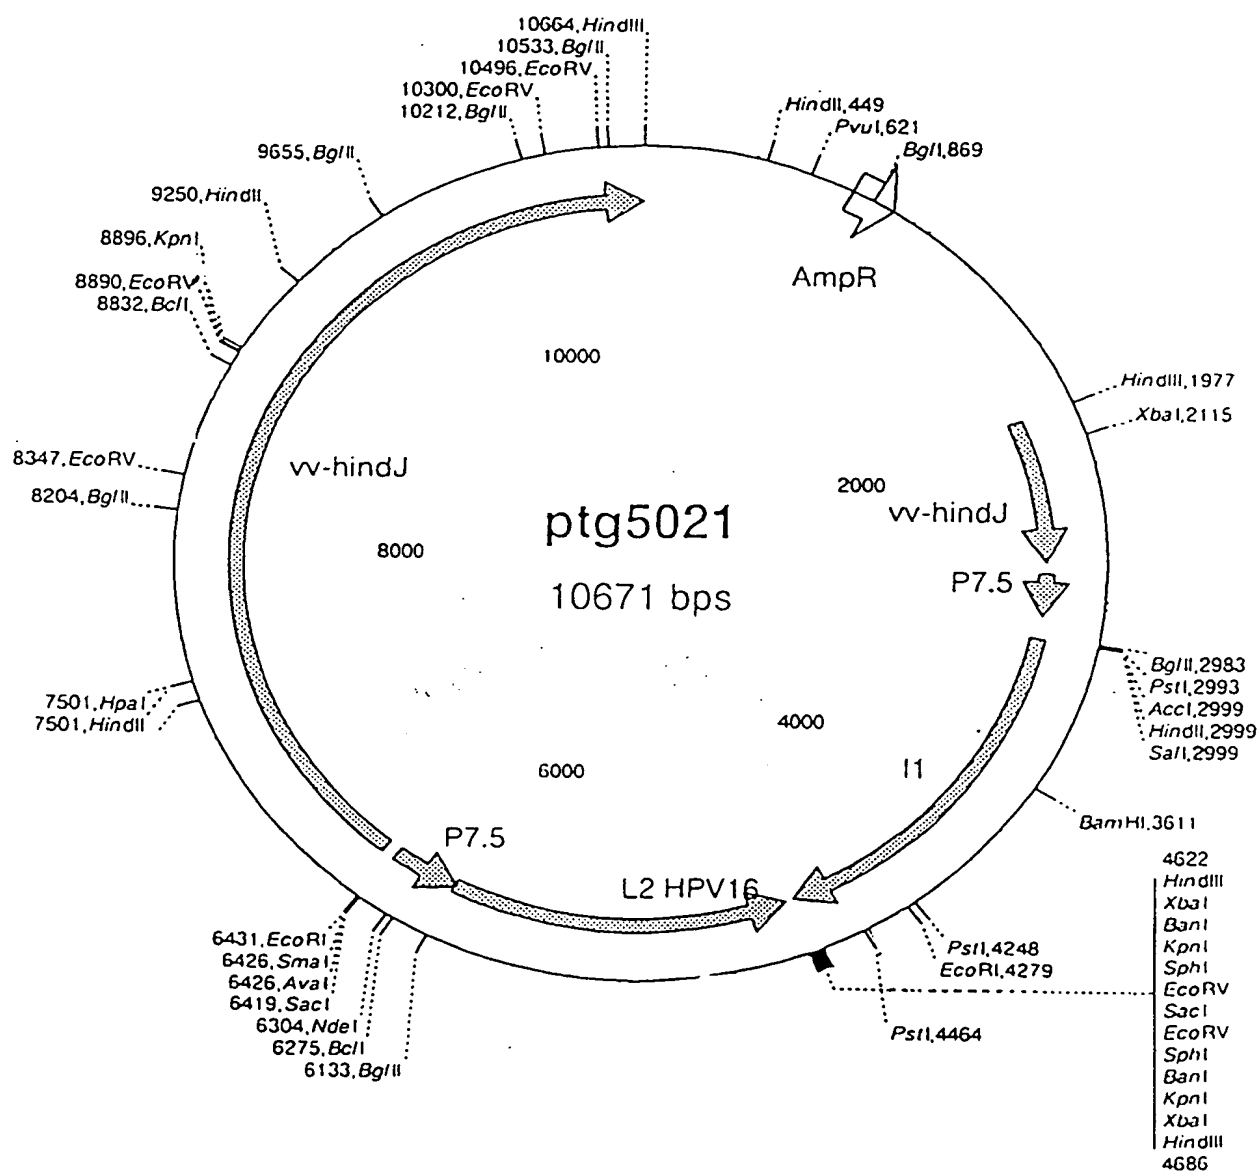 10664,HindIII
10533,BglII
10496,EcoRV
10300,EcoRV
10212,BglII
9655,BglII
9250,HindII
8896,KpnI
8890,EcoRV
8832,BclI
8347,EcoRV
8204,BglII
7501,HpaI
7501,HindII
6431,EcoRI
6426,SmaI
6426,AvaI
6419,SacI
6304,NdeI
6275,BclI
6133,BglII
HindII,449
PvuI,621
BglI,869
AmpR
HindIII,1977
XbaI,2115
10000
2000
vv-hindJ
vv-hindJ
ptg5021
10671 bps
8000
P7.5
4000
6000
l1
P7.5
L2 HPV16
BglII,2983
PstI,2993
AccI,2999
HindII,2999
SalI,2999
BamHI,3611
PstI,4248
EcoRI,4279
PstI,4464
4622
HindIII
XbaI
BanI
KpnI
SphI
EcoRV
SacI
EcoRV
SphI
BanI
KpnI
XbaI
HindIII
4686